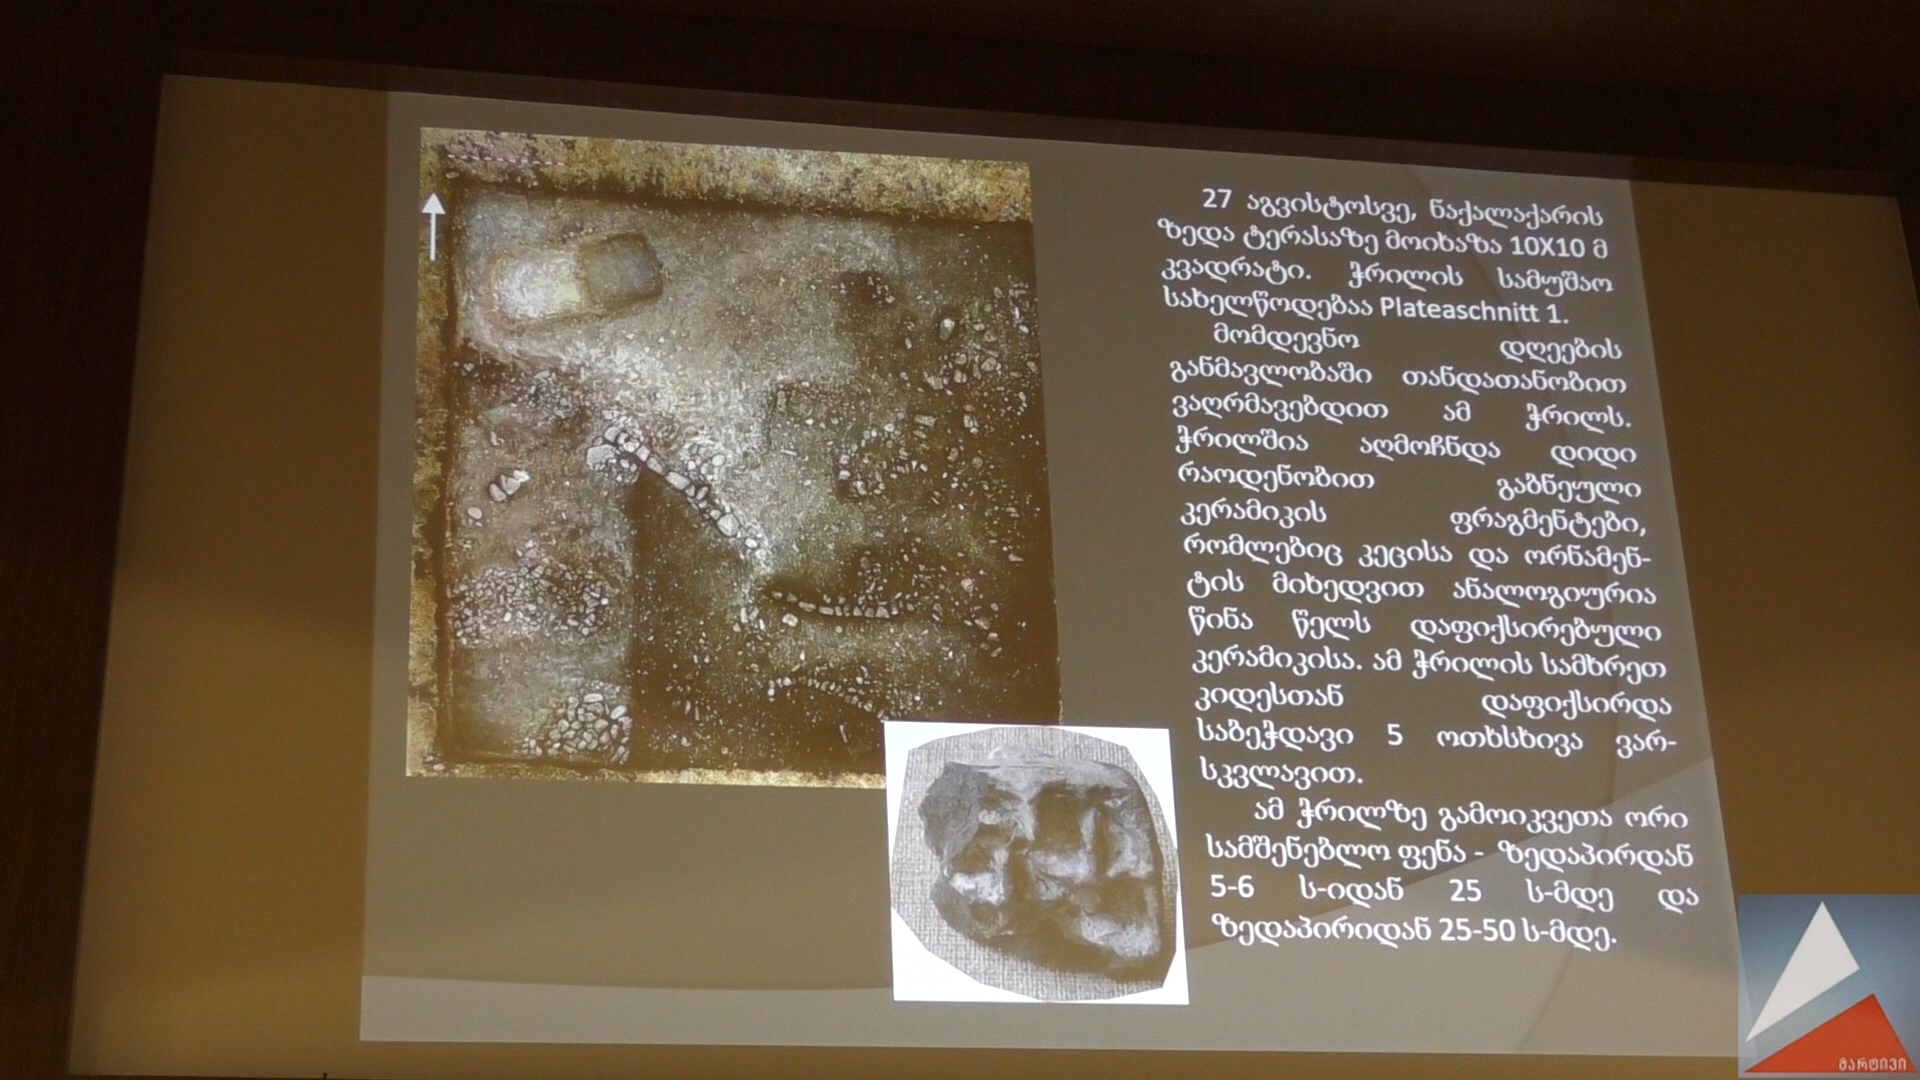 27 აგვისტოსვე, ნაქალაქარის
ზედა ტერასაზე მოიხაზა 10X10 მ
კვადრატი. ჭრილის სამუშაო
სახელწოდებაა Plateaschnitt 1.
მომდევნო დღეების
განმავლობაში თანდათანობით
ვაღრმავებდით ამ ჭრილს.
ჭრილშია აღმოჩნდა დიდი
რაოდენობით გაბნეული
კერამიკის ფრაგმენტები,
რომლებიც კეცისა და ორნამენ-
ტის მიხედვით ანალოგიურია
წინა წელს დაფიქსირებული
კერამიკისა. ამ ჭრილის სამხრეთ
კიდესთან დაფიქსირდა
საბეჭდავი 5 ოთხსხივა ვარ-
სკვლავით.
ამ ჭრილზე გამოიკვეთა ორი
სამშენებლო ფენა - ზედაპირდან
5-6 ს-იდან 25 ს-მდე და
ზედაპირიდან 25-50 ს-მდე.
მარტივი